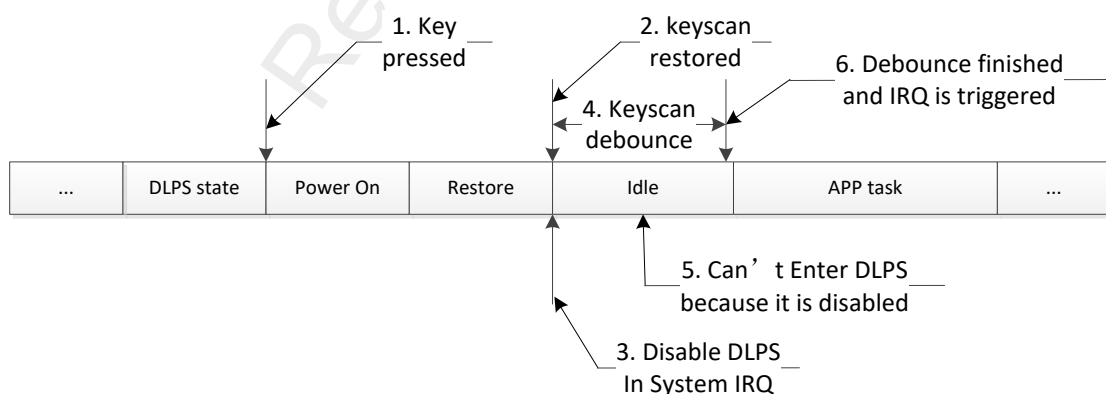 Re
1. Key
pressed
2. keyscan
restored
6. Debounce finished
and IRQ is triggered
4. Keyscan
debounce
... DLPS state Power On Restore Idle APP task ...
5. Can’t Enter DLPS
because it is disabled
3. Disable DLPS
In System IRQ